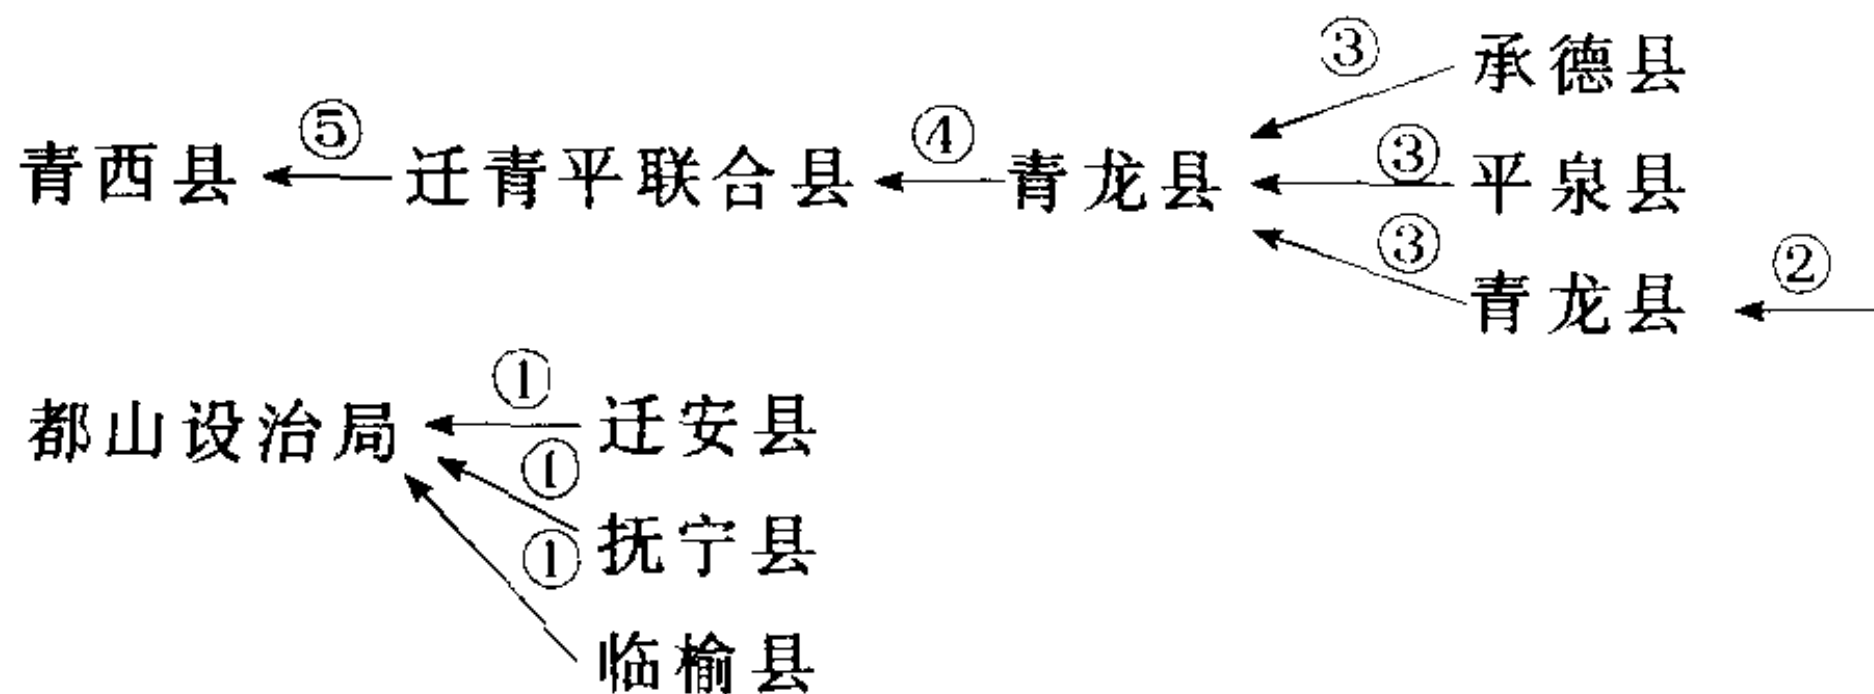 ③ 承德县
青西县 ⑤ 迁青平联合县 ④ 青龙县 ③ 平泉县
③ 青龙县 ②
都山设治局 ① 迁安县
① 抚宁县
① 临榆县